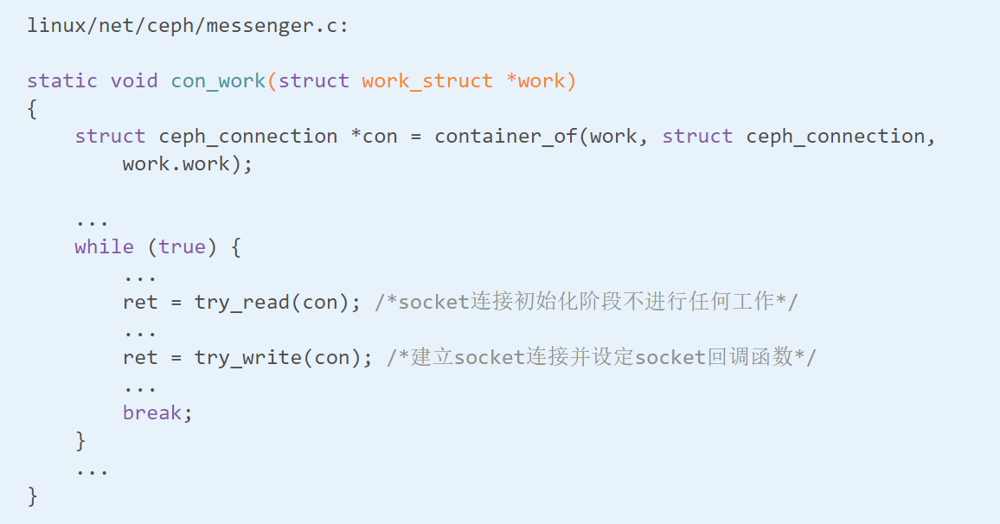 linux/net/ceph/messenger.c:
static void con_work(struct work_struct *work)
{
struct ceph_connection *con = container_of(work, struct ceph_connection,
work.work);
...
while (true) {
...
ret = try_read(con); /*socket连接初始化阶段不进行任何工作*/
...
ret = try_write(con); /*建立socket连接并设定socket回调函数*/
...
break;
}
...
}